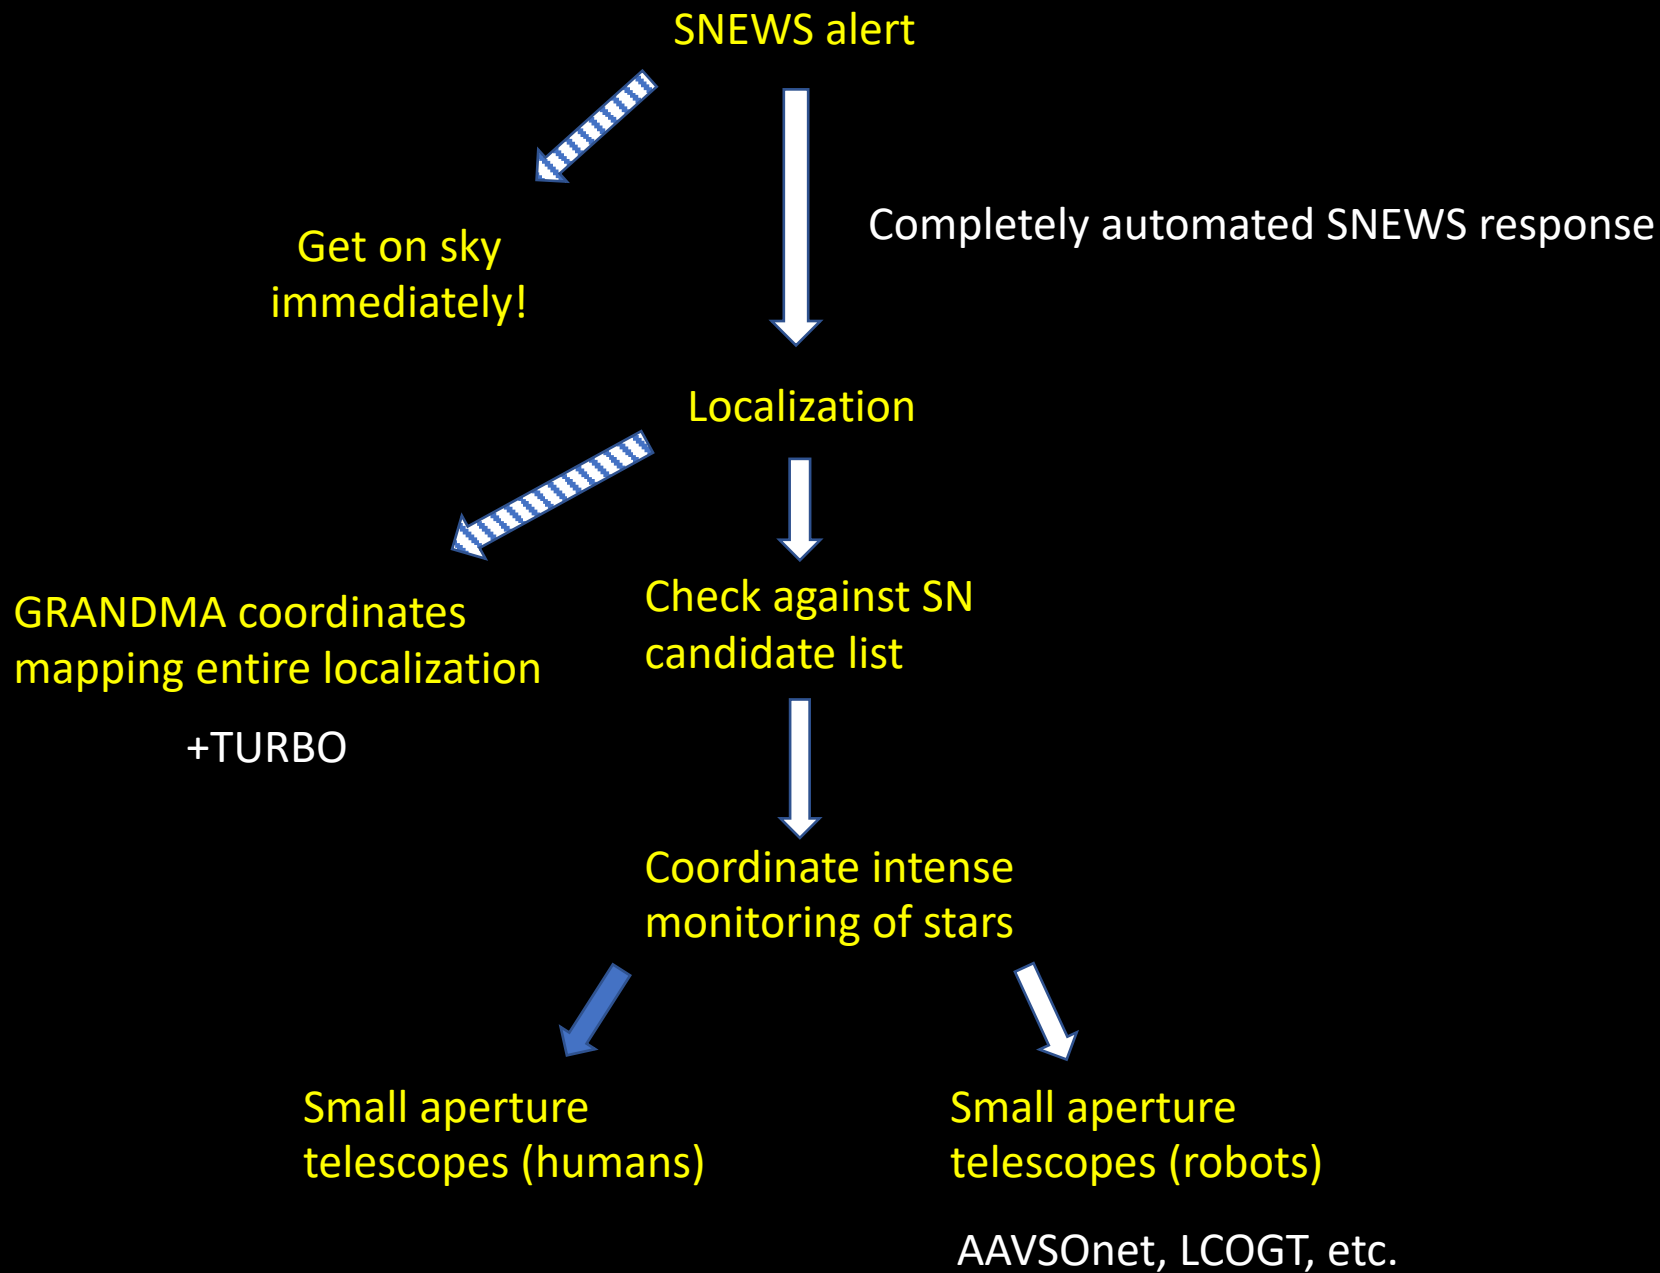 SNEWS alert
Completely automated SNEWS response
Get on sky
immediately!
Localization
GRANDMA coordinates
mapping entire localization
+TURBO
Check against SN
candidate list
Coordinate intense
monitoring of stars
Small aperture
telescopes (humans)
Small aperture
telescopes (robots)
AAVSOnet, LCOGT, etc.